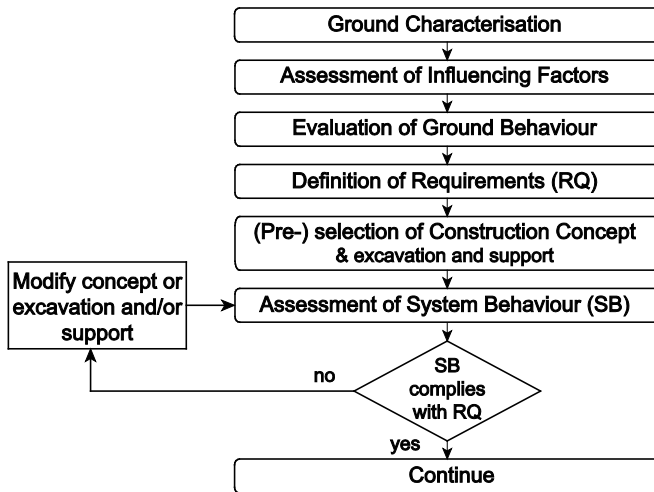 Ground Characterisation
Assessment of Influencing Factors
Evaluation of Ground Behaviour
Definition of Requirements (RQ)
(Pre-) selection of Construction Concept
& excavation and support
Modify concept or
excavation and/or
support
Assessment of System Behaviour (SB)
no
SB
complies
with RQ
yes
Continue